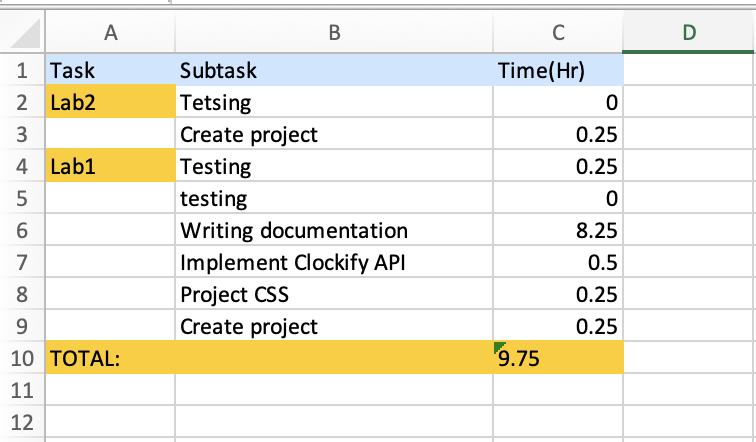 A B C D
1 Task Subtask Time(Hr)
2 Lab2 Tetsing 0
3 Create project 0.25
4 Lab1 Testing 0.25
5 testing 0
6 Writing documentation 8.25
7 Implement Clockify API 0.5
8 Project CSS 0.25
9 Create project 0.25
10 TOTAL: 9.75
11
12